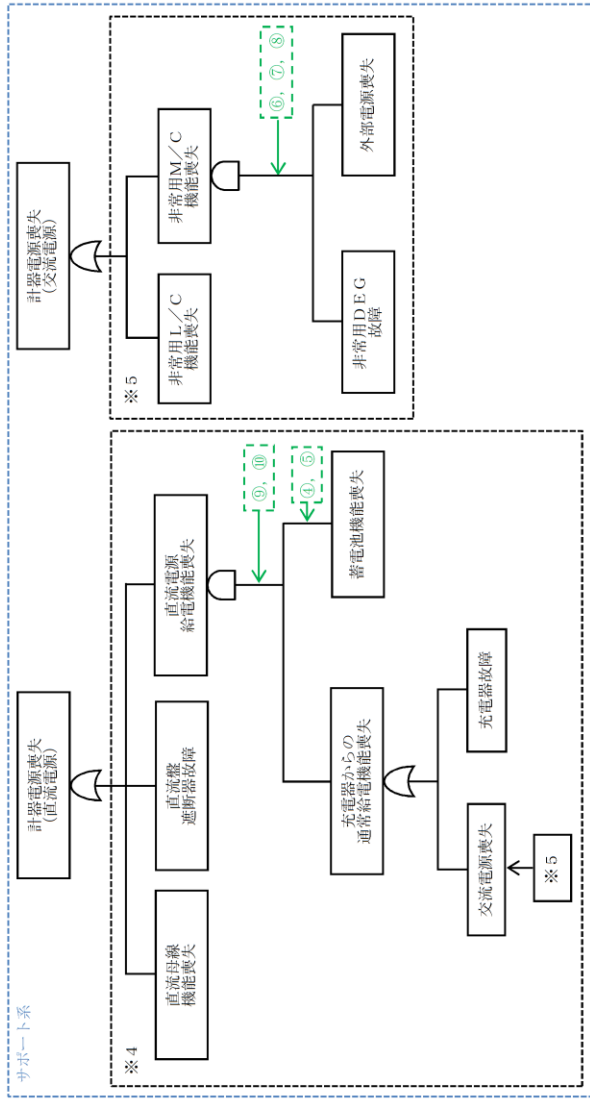 サポート系
計器電源喪失
(直流電源)
※4
直流母線
機能喪失
直流盤
遮断器故障
直流電源
給電機能喪失
⑨, ⑩
④, ⑤
充電器からの
通常給電機能喪失
蓄電池機能喪失
交流電源喪失
充電器故障
※5
計器電源喪失
(交流電源)
※5
非常用L/C
機能喪失
非常用M/C
機能喪失
⑥, ⑦, ⑧
非常用DEG
故障
外部電源喪失